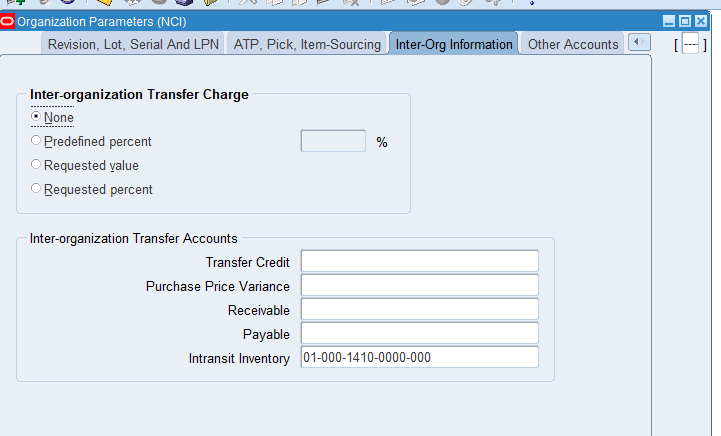 Organization Parameters (NCI)
Revision, Lot, Serial And LPN ATP, Pick, Item-Sourcing Inter-Org Information Other Accounts [ ]
Inter-organization Transfer Charge
None
Predefined percent %
Requested value
Requested percent
Inter-organization Transfer Accounts
Transfer Credit
Purchase Price Variance
Receivable
Payable
Intransit Inventory 01-000-1410-0000-000